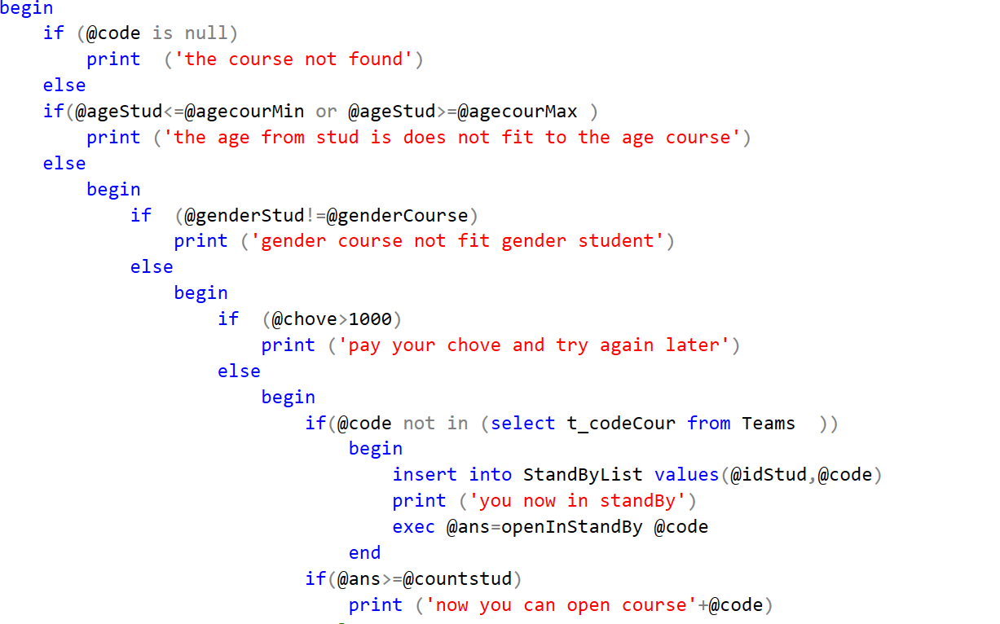 begin
if (@code is null)
print ('the course not found')
else
if(@ageStud<=@agecourMin or @ageStud>=@agecourMax )
print ('the age from stud is does not fit to the age course')
else
begin
if (@genderStud!=@genderCourse)
print ('gender course not fit gender student')
else
begin
if (@chove>1000)
print ('pay your chove and try again later')
else
begin
if(@code not in (select t_codeCour from Teams ))
begin
insert into StandByList values(@idStud,@code)
print ('you now in standBy')
exec @ans=openInStandBy @code
end
if(@ans>=@countstud)
print ('now you can open course'+@code)